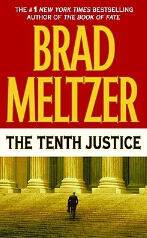 THE #1 NEW YORK TIMES BESTSELLING
AUTHOR OF THE BOOK OF FATE
BRAD
MELTZER
THE TENTH JUSTICE